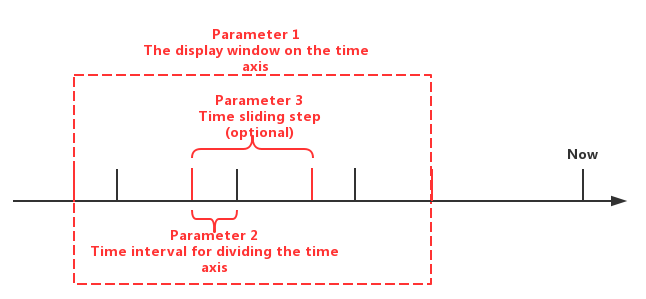 Parameter 1
The display window on the time
axis
Parameter 3
Time sliding step
(optional)
Now
Parameter 2
Time interval for dividing the time
axis